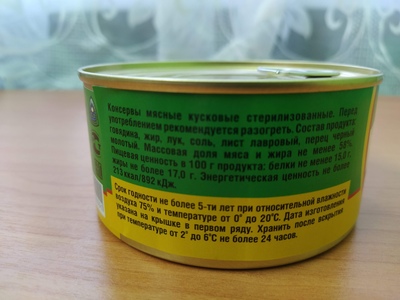 Консервы мясные кусковые стерилизованные. Перед
употреблением рекомендуется разогреть. Состав продукта:
говядина, жир, лук, соль, лист лавровый, перец черный
молотый. Массовая доля мяса и жира не менее 58%.
Пищевая ценность в 100 г продукта: белки не менее 15,0 г,
жиры не более 17,0 г. Энергетическая ценность не более
213 ккал/892 кДж.
Срок годности не более 5-ти лет при относительной влажности
воздуха 75% и температуре от 0° до 20°С. Дата изготовления
указана на крышке в первом ряду. Хранить после вскрытия
при температуре от 2° до 6°С не более 24 часов.